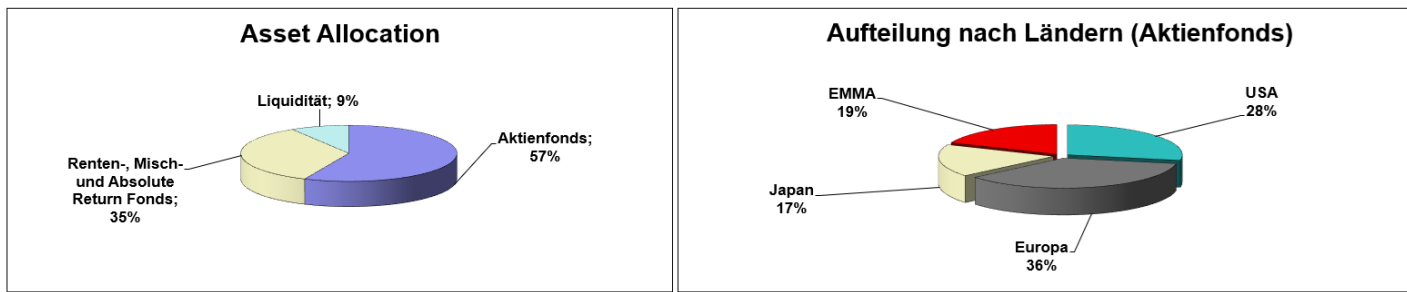 Asset Allocation
Liquidität; 9%
Aktienfonds;
57%
Renten-, Misch-
und Absolute
Return Fonds;
35%
Aufteilung nach Ländern (Aktienfonds)
EMMA
19%
USA
28%
Japan
17%
Europa
36%